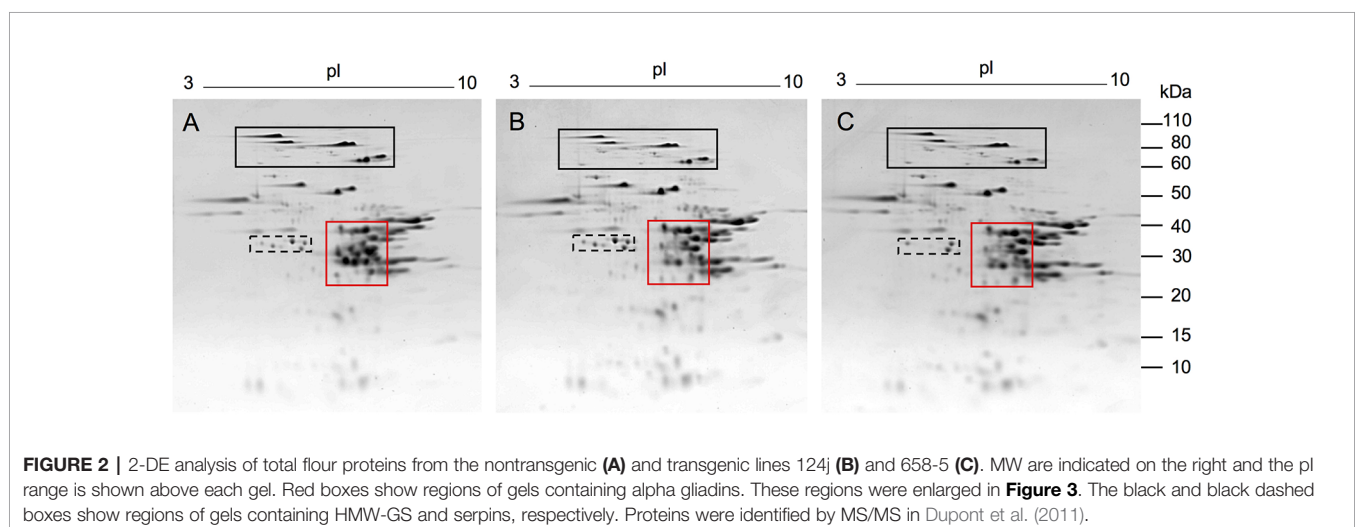 pI
3 10
pI
3 10
pI
3 10
kDa
A
B
C
110
80
60
50
40
30
20
15
10
FIGURE 2 | 2-DE analysis of total flour proteins from the nontransgenic (A) and transgenic lines 124j (B) and 658-5 (C). MW are indicated on the right and the pI
range is shown above each gel. Red boxes show regions of gels containing alpha gliadins. These regions were enlarged in Figure 3. The black and black dashed
boxes show regions of gels containing HMW-GS and serpins, respectively. Proteins were identified by MS/MS in Dupont et al. (2011).